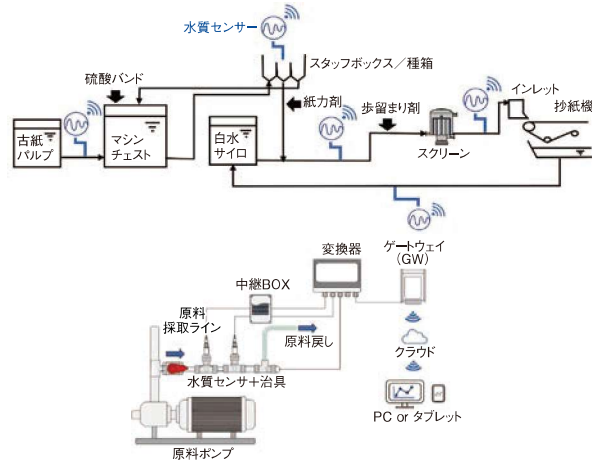 水質センサー
スタッフボックス／種箱
硫酸バンド
紙力剤
歩留まり剤
インレット
抄紙機
古紙
パルプ
マシン
チェスト
白水
サイロ
スクリーン
変換器
ゲートウェイ
（GW）
中継BOX
原料
採取ライン
原料戻し
クラウド
水質センサ+治具
PC or タブレット
原料ポンプ